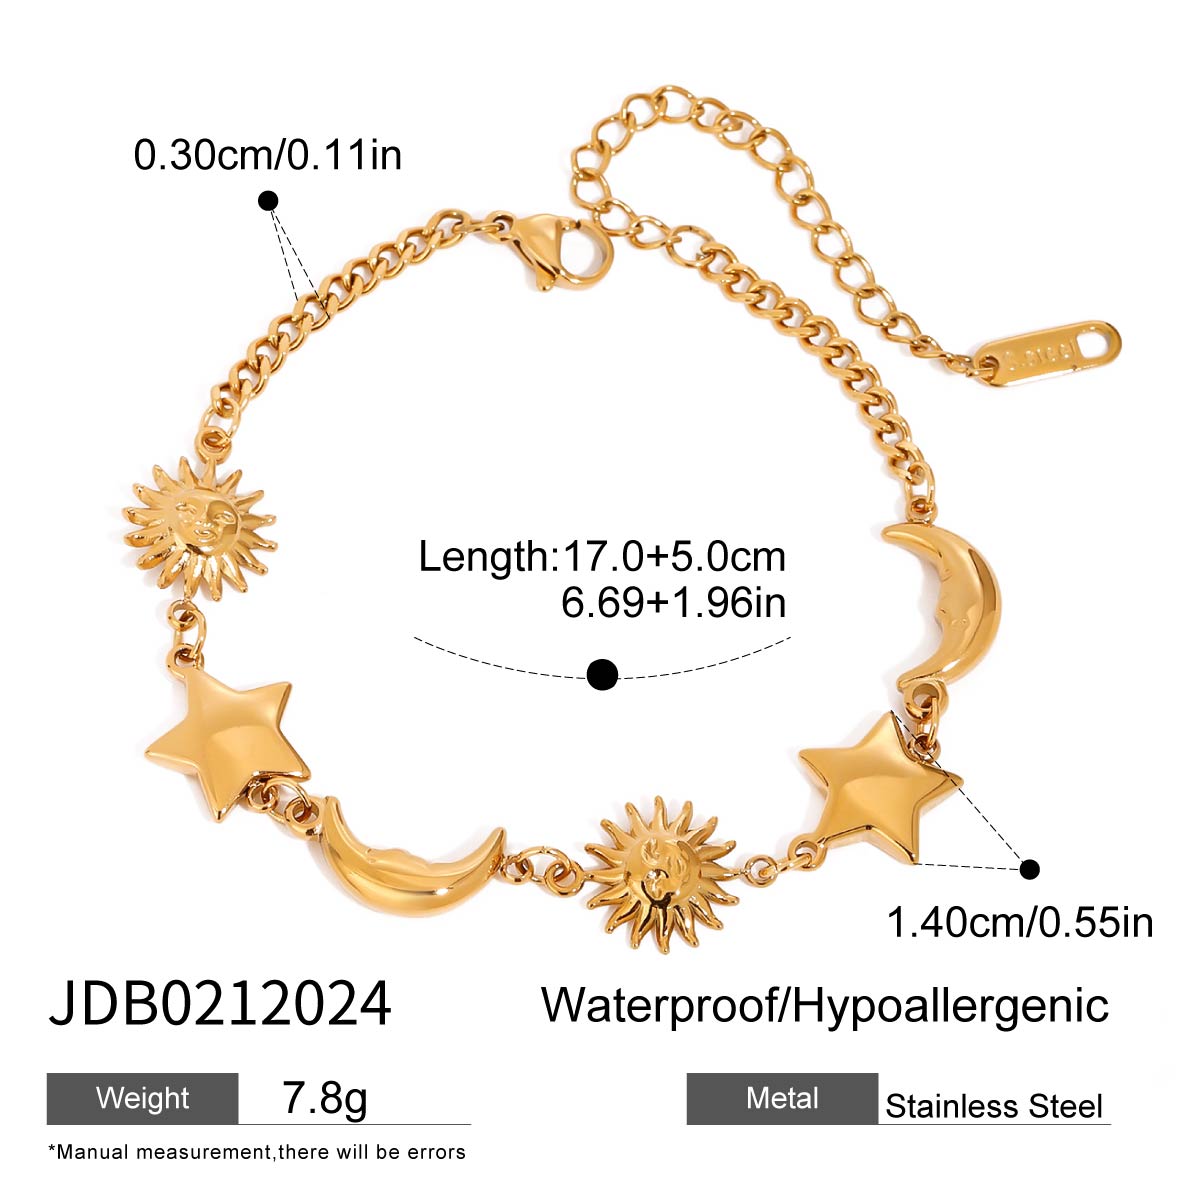 0.30cm/0.11in
S.steel
Length:17.0+5.0cm
6.69+1.96in
1.40cm/0.55in
JDB0212024
Waterproof/Hypoallergenic
Weight 7.8g
Metal Stainless Steel
*Manual measurement,there will be errors